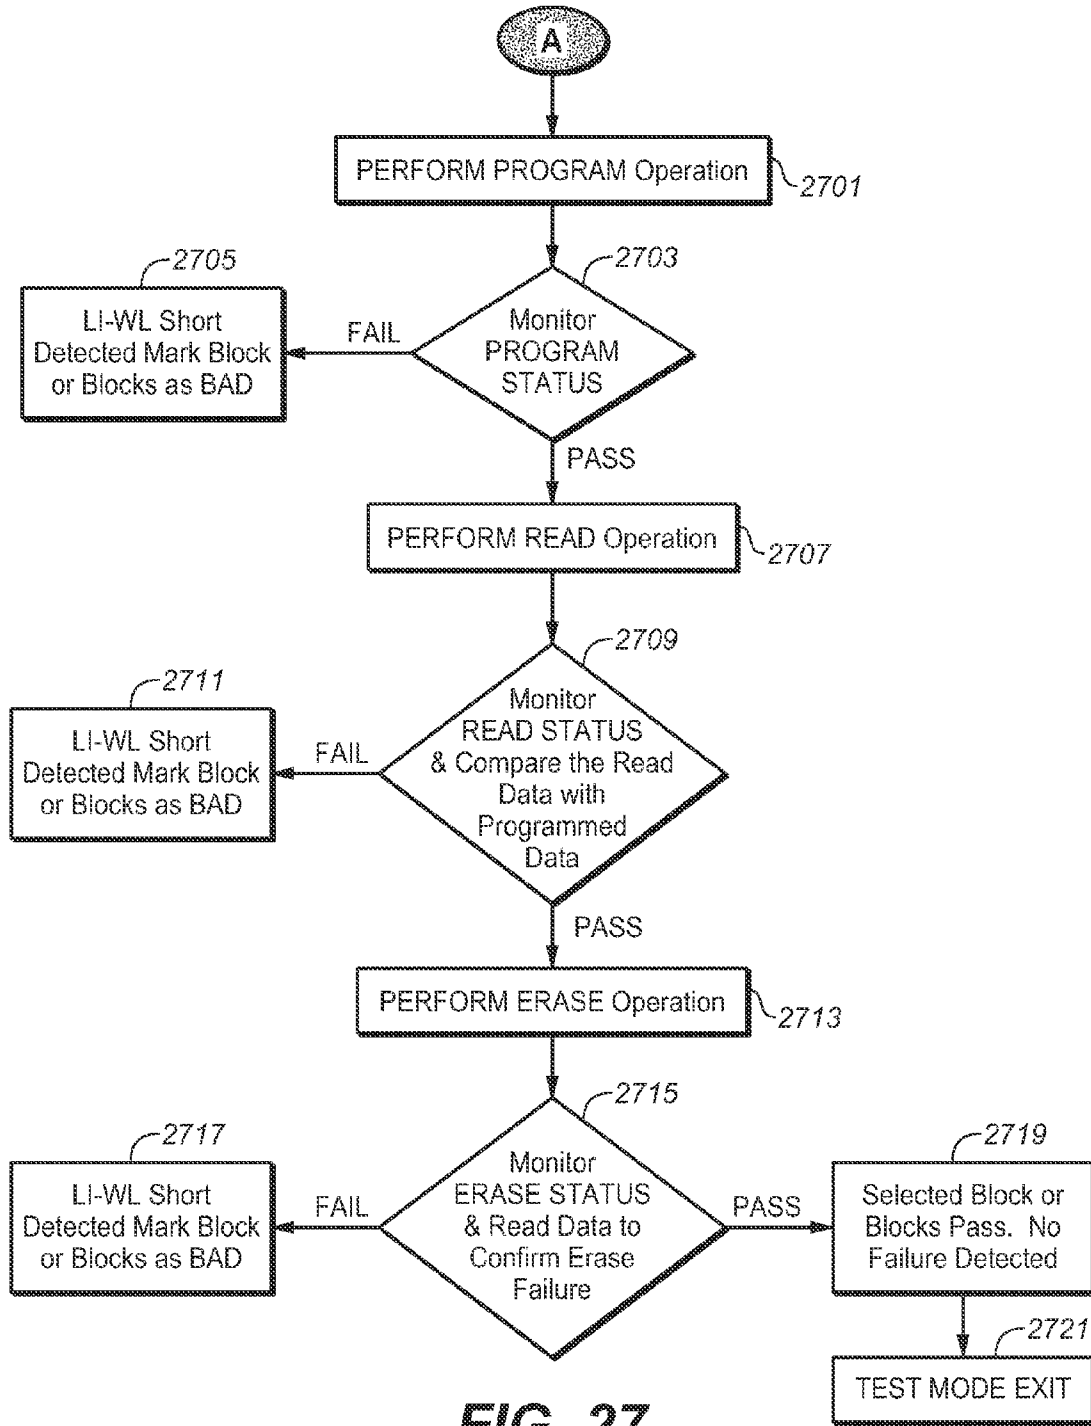 A
PERFORM PROGRAM Operation
2701
2703
Monitor
PROGRAM
STATUS
FAIL
2705
LI-WL Short
Detected Mark Block
or Blocks as BAD
PASS
PERFORM READ Operation
2707
2709
Monitor
READ STATUS
& Compare the Read
Data with
Programmed
Data
FAIL
2711
LI-WL Short
Detected Mark Block
or Blocks as BAD
PASS
PERFORM ERASE Operation
2713
2715
Monitor
ERASE STATUS
& Read Data to
Confirm Erase
Failure
FAIL
2717
LI-WL Short
Detected Mark Block
or Blocks as BAD
PASS
2719
Selected Block or
Blocks Pass. No
Failure Detected
2721
TEST MODE EXIT
FIG. 27